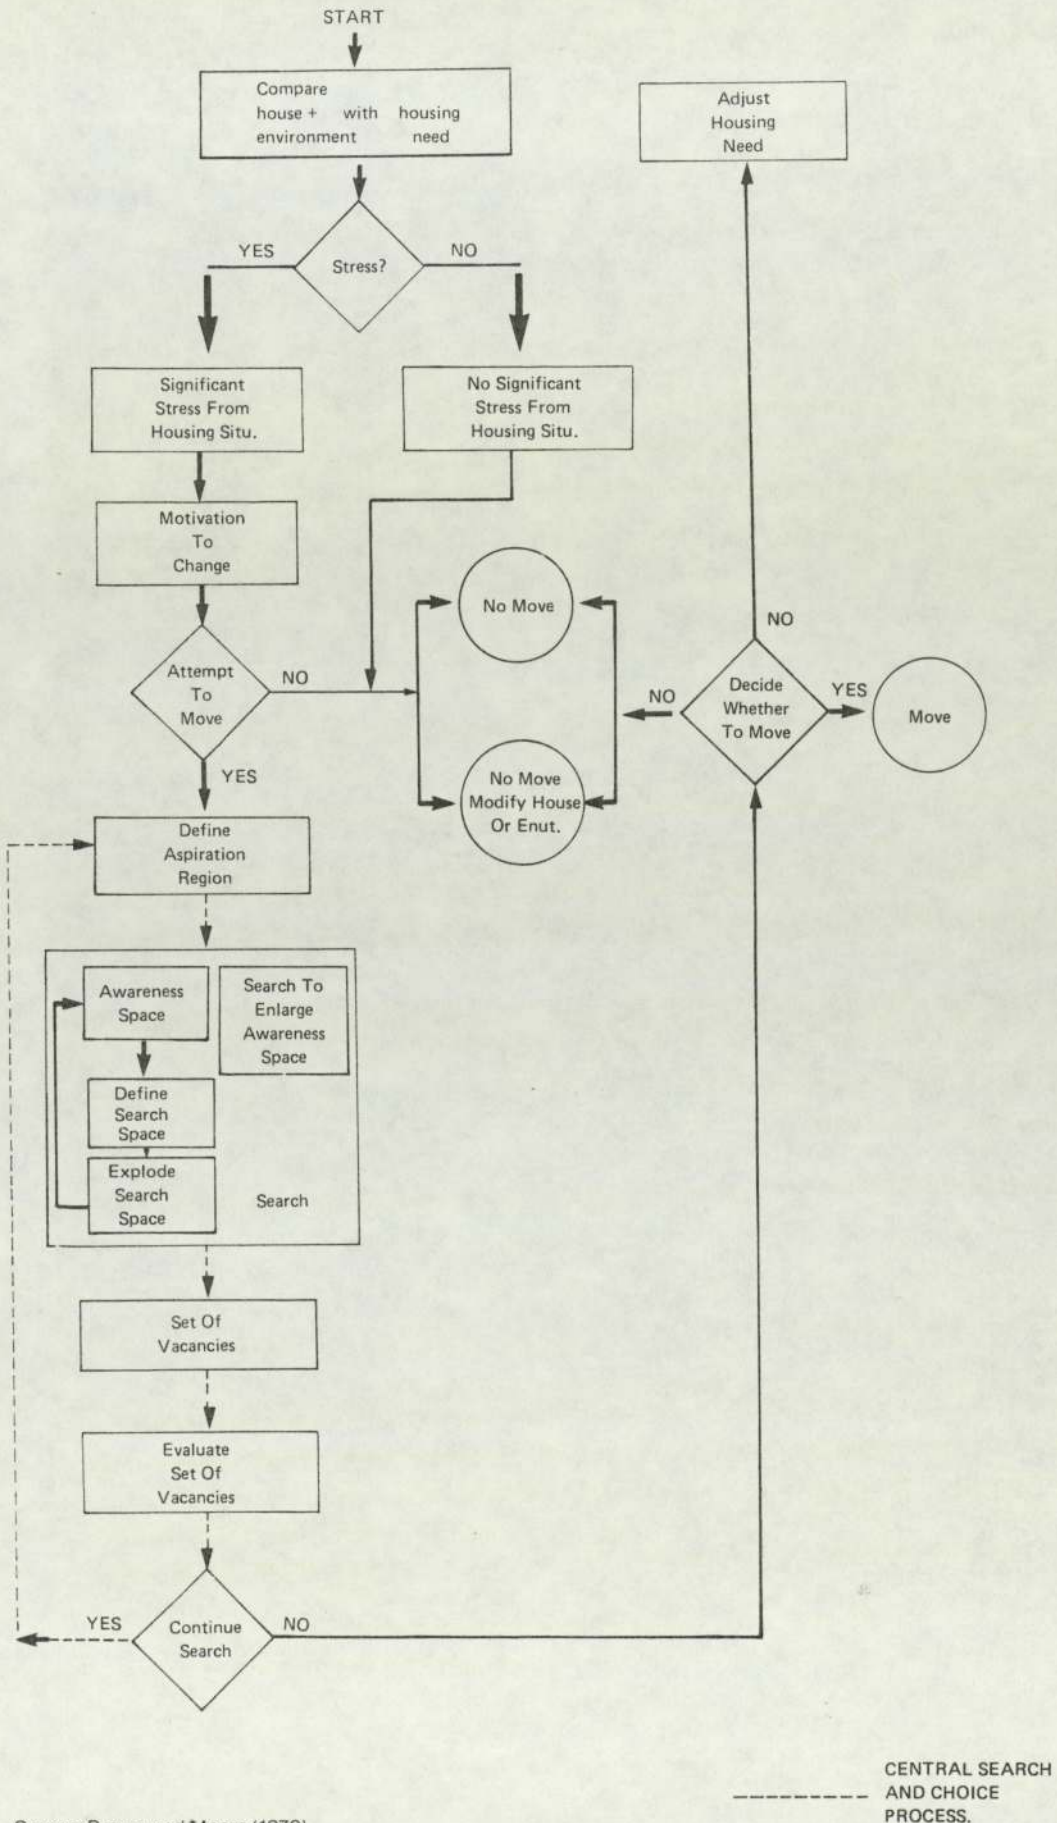 START
Compare
house + with housing
environment need
Adjust
Housing
Need
YES
Stress?
NO
Significant
Stress From
Housing Situ.
No Significant
Stress From
Housing Situ.
Motivation
To
Change
No Move
NO
Attempt
To
Move
NO
NO
Decide
Whether
To Move
YES
Move
YES
No Move
Modify House
Or Enut.
Define
Aspiration
Region
Awareness
Space
Search To
Enlarge
Awareness
Space
Define
Search
Space
Explode
Search
Space
Search
Set Of
Vacancies
Evaluate
Set Of
Vacancies
YES
Continue
Search
NO
CENTRAL SEARCH
AND CHOICE
PROCESS.